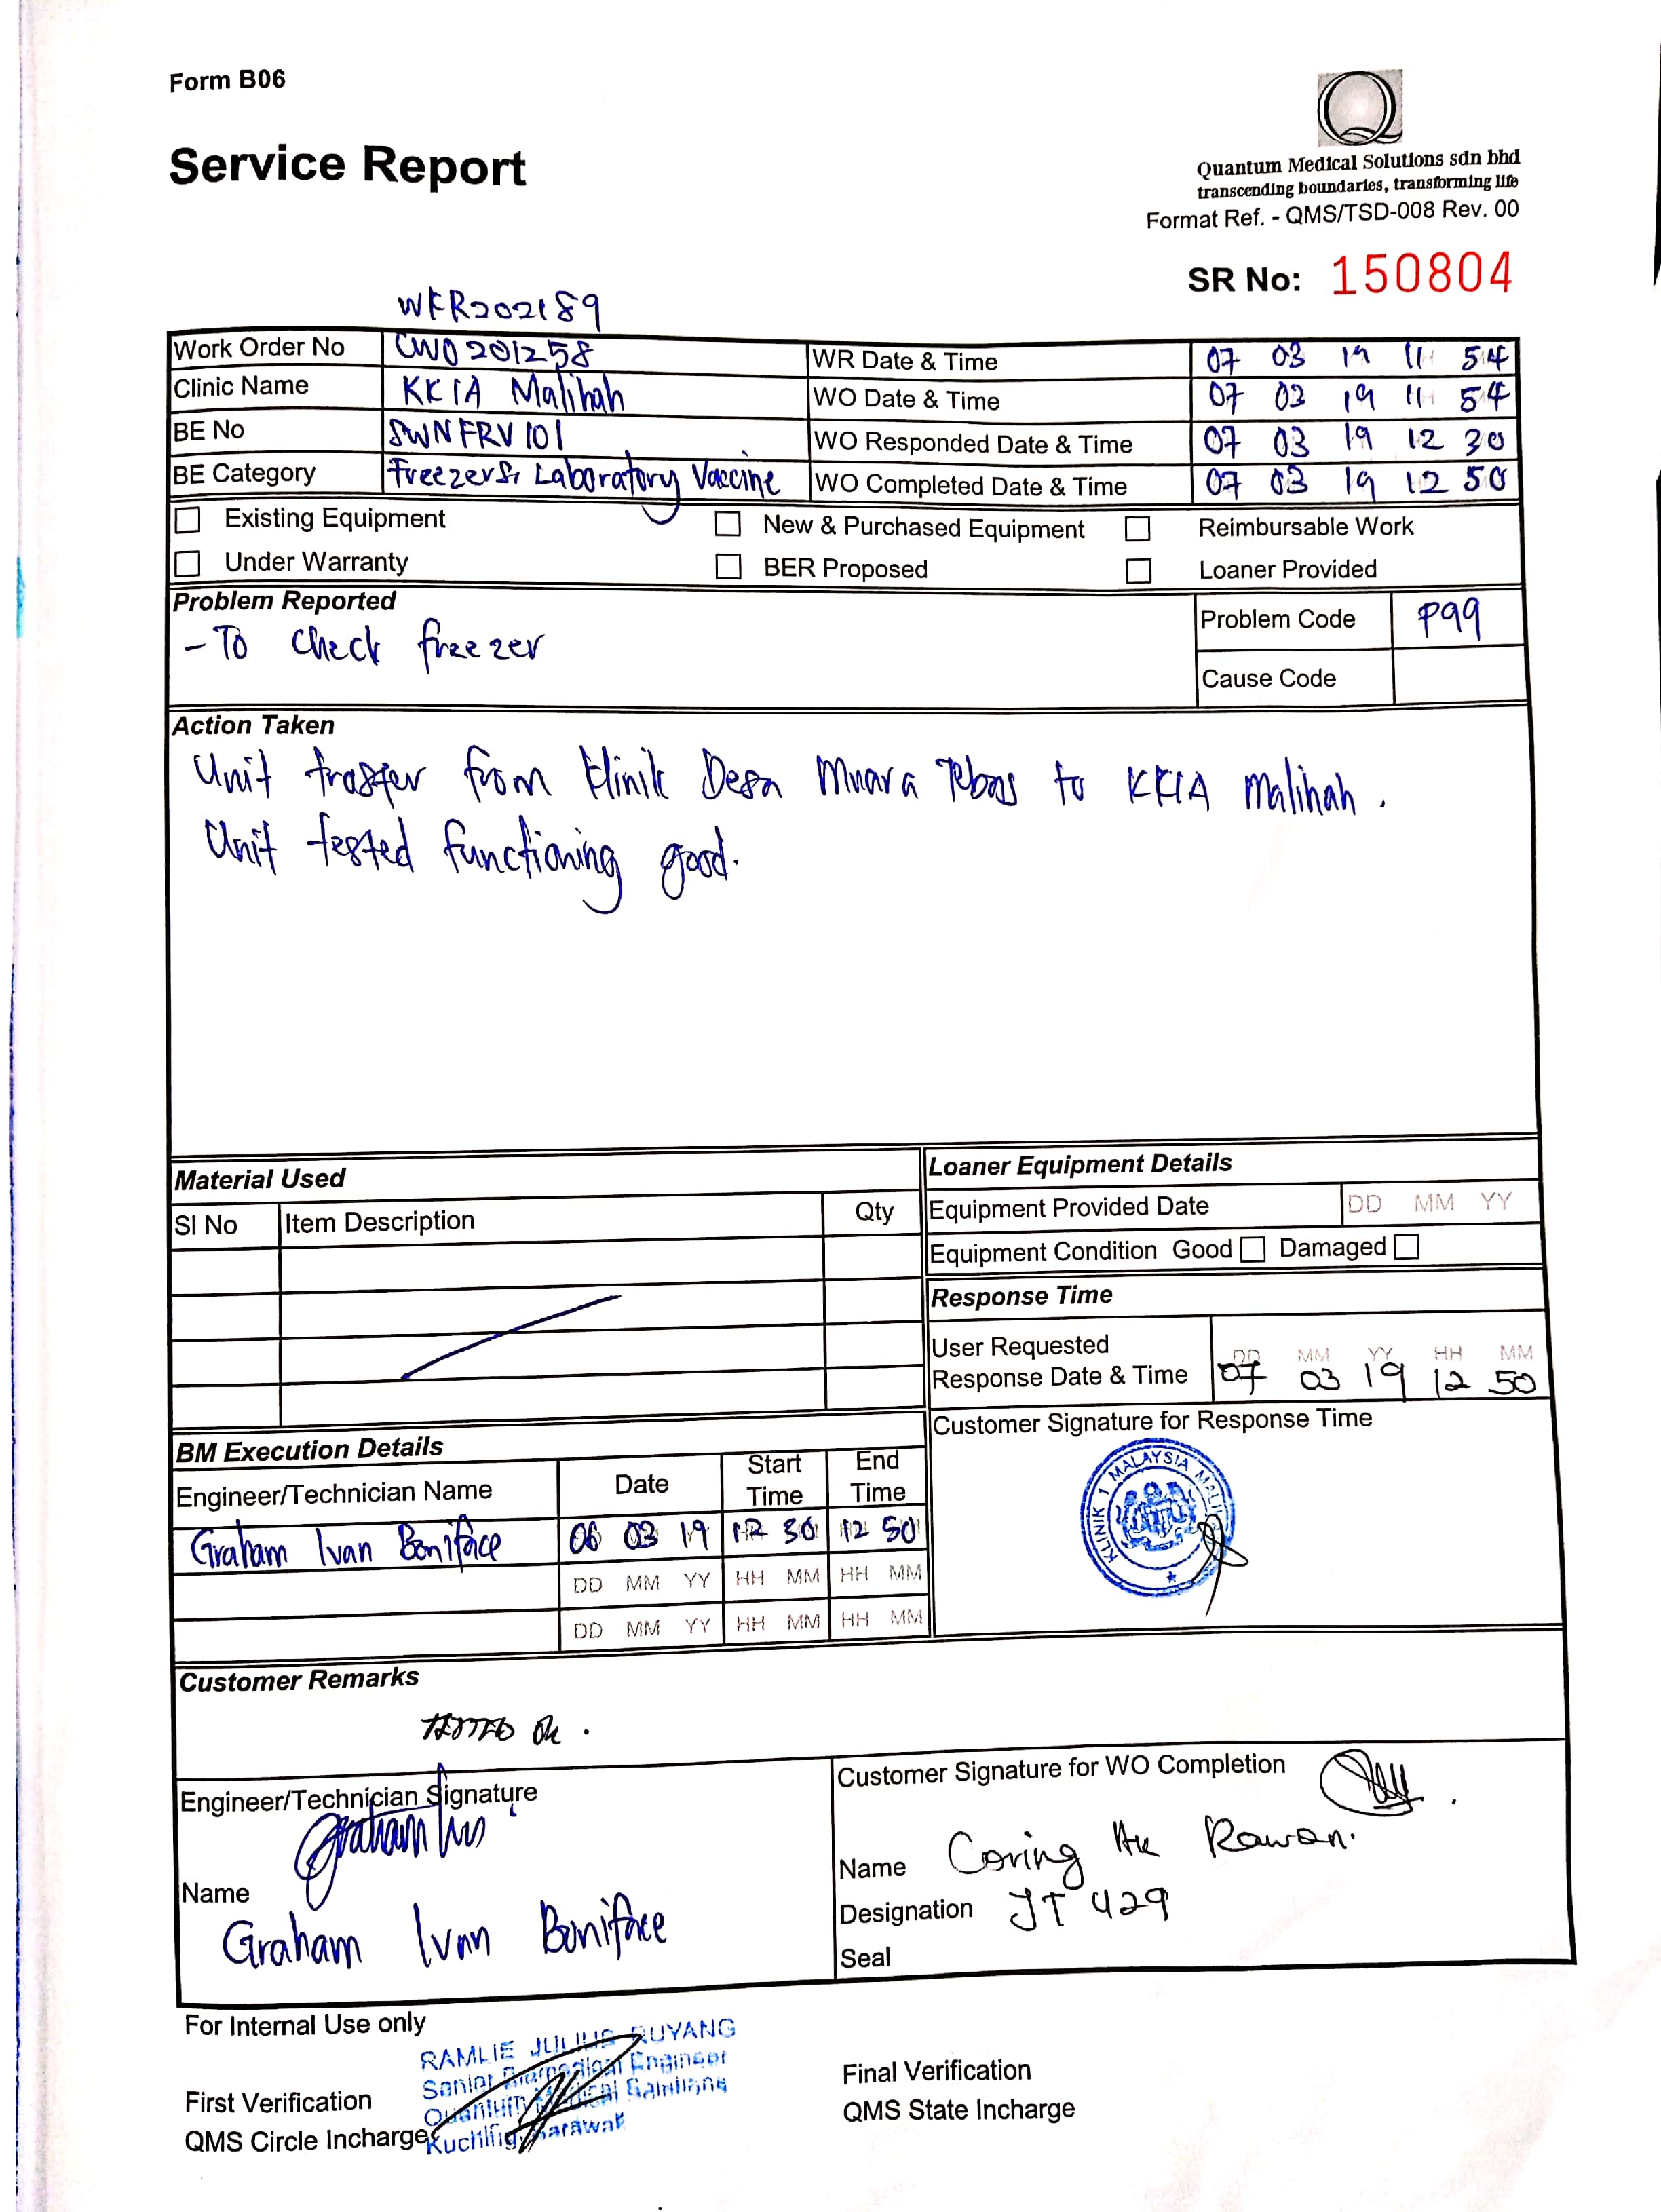 Form B06
Service Report
Quantum Medical Solutions sdn bhd
transcending boundaries, transforming life
Format Ref. - QMS/TSD-008 Rev. 00
SR No: 150804
WKR202189
Work Order No CWO201258 WR Date & Time 07 03 19 11 54
Clinic Name KKIA Malihah WO Date & Time 07 03 19 11 54
BE No SWNFRV101 WO Responded Date & Time 07 03 19 12 30
BE Category Freezers, Laboratory Vaccine WO Completed Date & Time 07 03 19 12 50
Existing Equipment New & Purchased Equipment Reimbursable Work
Under Warranty BER Proposed Loaner Provided
Problem Reported
- To check freezer
Problem Code P99
Cause Code
Action Taken
Unit trasfer from Klinik Desa Muara Tebas to KKIA Malihah.
Unit tested functioning good.
Material Used
Sl No Item Description Qty
Loaner Equipment Details
Equipment Provided Date DD MM YY
Equipment Condition Good Damaged
Response Time
User Requested
Response Date & Time 07 03 19 12 50
DD MM YY HH MM
Customer Signature for Response Time
KLINIK 1 MALAYSIA
BM Execution Details
Engineer/Technician Name Date Start Time End Time
Graham Ivan Boniface 06 03 19 12 30 12 50
DD MM YY HH MM HH MM
DD MM YY HH MM HH MM
Customer Remarks
TESTED OK.
Engineer/Technician Signature
Name
Graham Ivan Boniface
Customer Signature for WO Completion
Name Rawan.
Designation JT 429
Seal
For Internal Use only
RAMLIE JULIUS RUYANG
Senior Biomedical Engineer
Quantum Medical Solutions
Kuching, Sarawak
First Verification
QMS Circle Incharge
Final Verification
QMS State Incharge